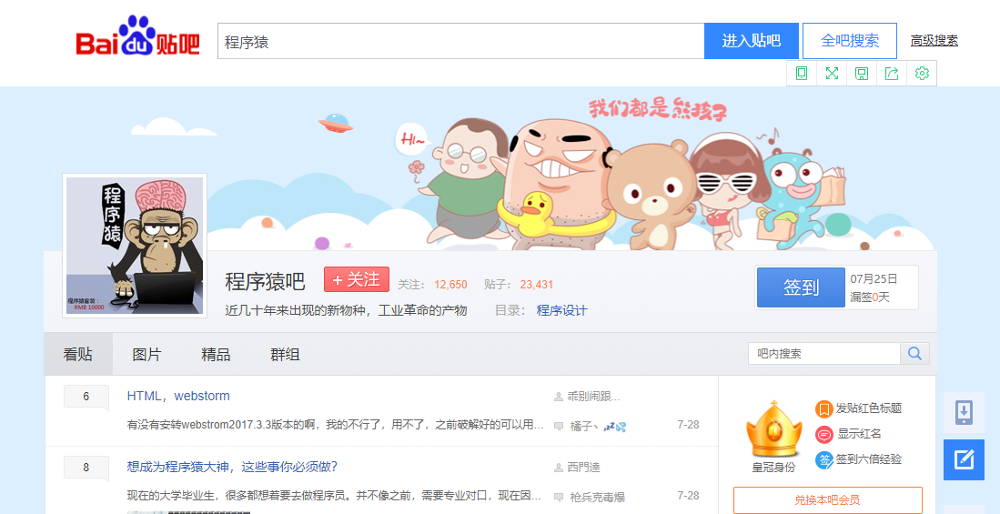 Baidu贴吧
程序猿
进入贴吧
全吧搜索
高级搜索
我们都是熊孩子
Hi~
程序猿
程序猿套装：
RMB 10000
程序猿吧
+ 关注
关注： 12,650 贴子： 23,431
近几十年来出现的新物种，工业革命的产物 目录： 程序设计
签到
07月25日
漏签0天
看贴 图片 精品 群组
吧内搜索
6 HTML，webstorm 乖别闹跟...
有没有安转webstrom2017.3.3版本的啊，我的不行了，用不了，之前破解好的可以用... 橘子丶💤💦 7-28
8 想成为程序猿大神，这些事你必须做？ 西門逹
现在的大学毕业生，很多都想着要去做程序员。并不像之前，需要专业对口，现在因... 枪兵克毒爆 7-28
发贴红色标题
显示红名
签 签到六倍经验
皇冠身份
兑换本吧会员